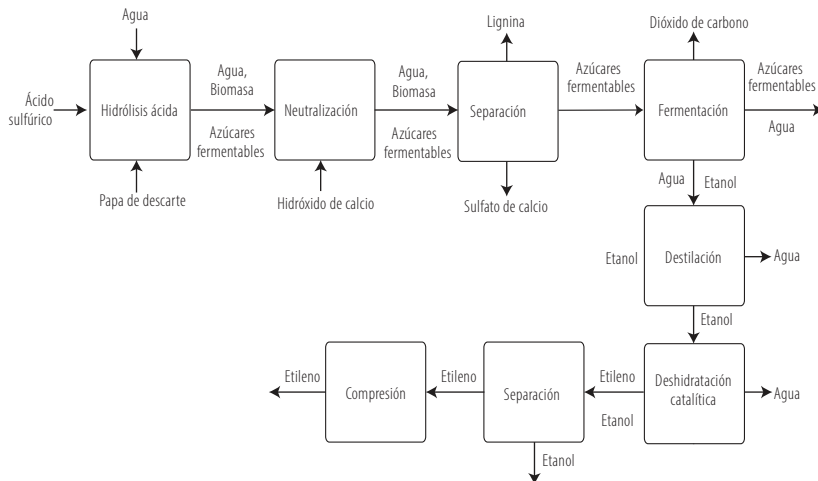 Agua
Ácido
sulfúrico
Hidrólisis ácida
Papa de descarte
Agua,
Biomasa
Azúcares
fermentables
Neutralización
Hidróxido de calcio
Agua,
Biomasa
Azúcares
fermentables
Lignina
Separación
Sulfato de calcio
Azúcares
fermentables
Dióxido de carbono
Fermentación
Azúcares
fermentables
Agua
Agua
Etanol
Etanol
Destilación
Agua
Etanol
Deshidratación
catalítica
Agua
Etileno
Etanol
Separación
Etanol
Etileno
Compresión
Etileno